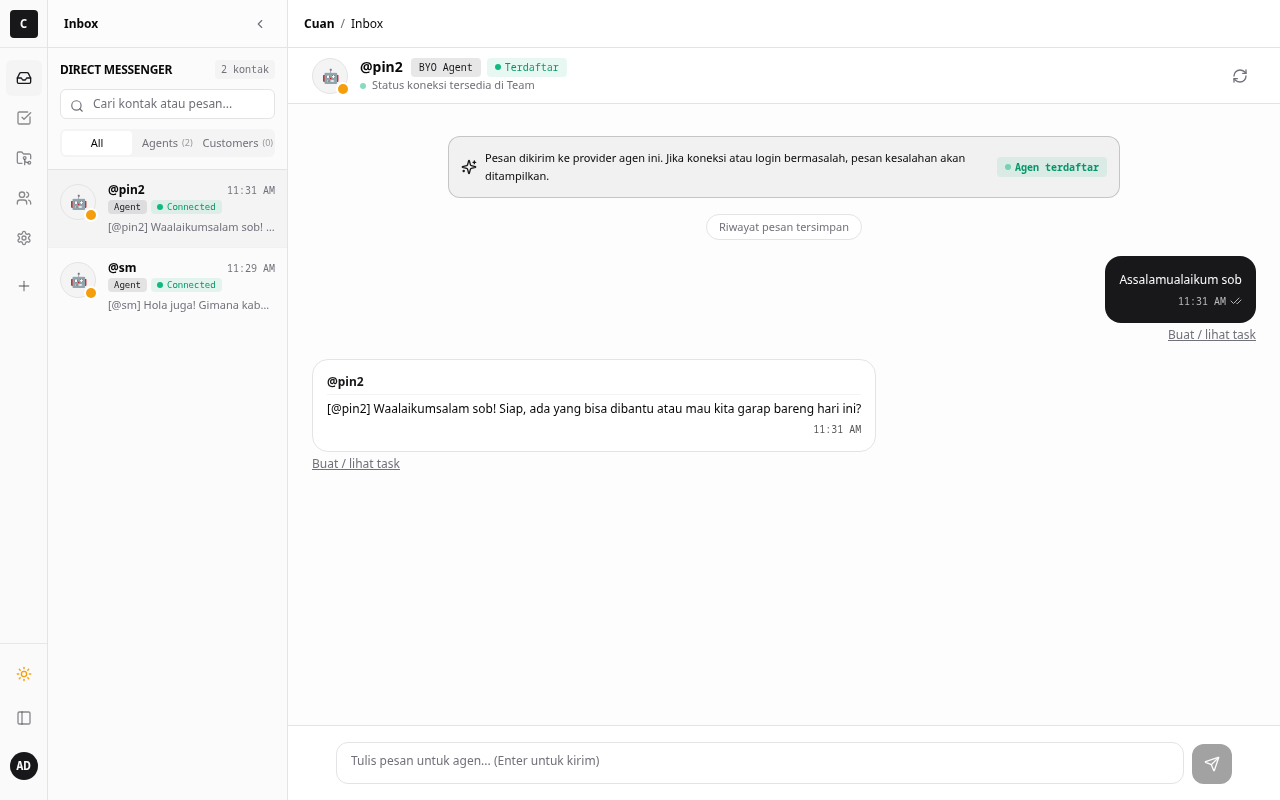 C
Inbox
Cuan / Inbox
DIRECT MESSENGER
2 kontak
Cari kontak atau pesan...
All
Agents (2)
Customers (0)
@pin2
11:31 AM
Agent
Connected
[@pin2] Waalaikumsalam sob! ...
@sm
11:29 AM
Agent
Connected
[@sm] Hola juga! Gimana kab...
AD
@pin2
BYO Agent
Terdaftar
Status koneksi tersedia di Team
Pesan dikirim ke provider agen ini. Jika koneksi atau login bermasalah, pesan kesalahan akan
ditampilkan.
Agen terdaftar
Riwayat pesan tersimpan
Assalamualaikum sob
11:31 AM
Buat / lihat task
@pin2
[@pin2] Waalaikumsalam sob! Siap, ada yang bisa dibantu atau mau kita garap bareng hari ini?
11:31 AM
Buat / lihat task
Tulis pesan untuk agen... (Enter untuk kirim)